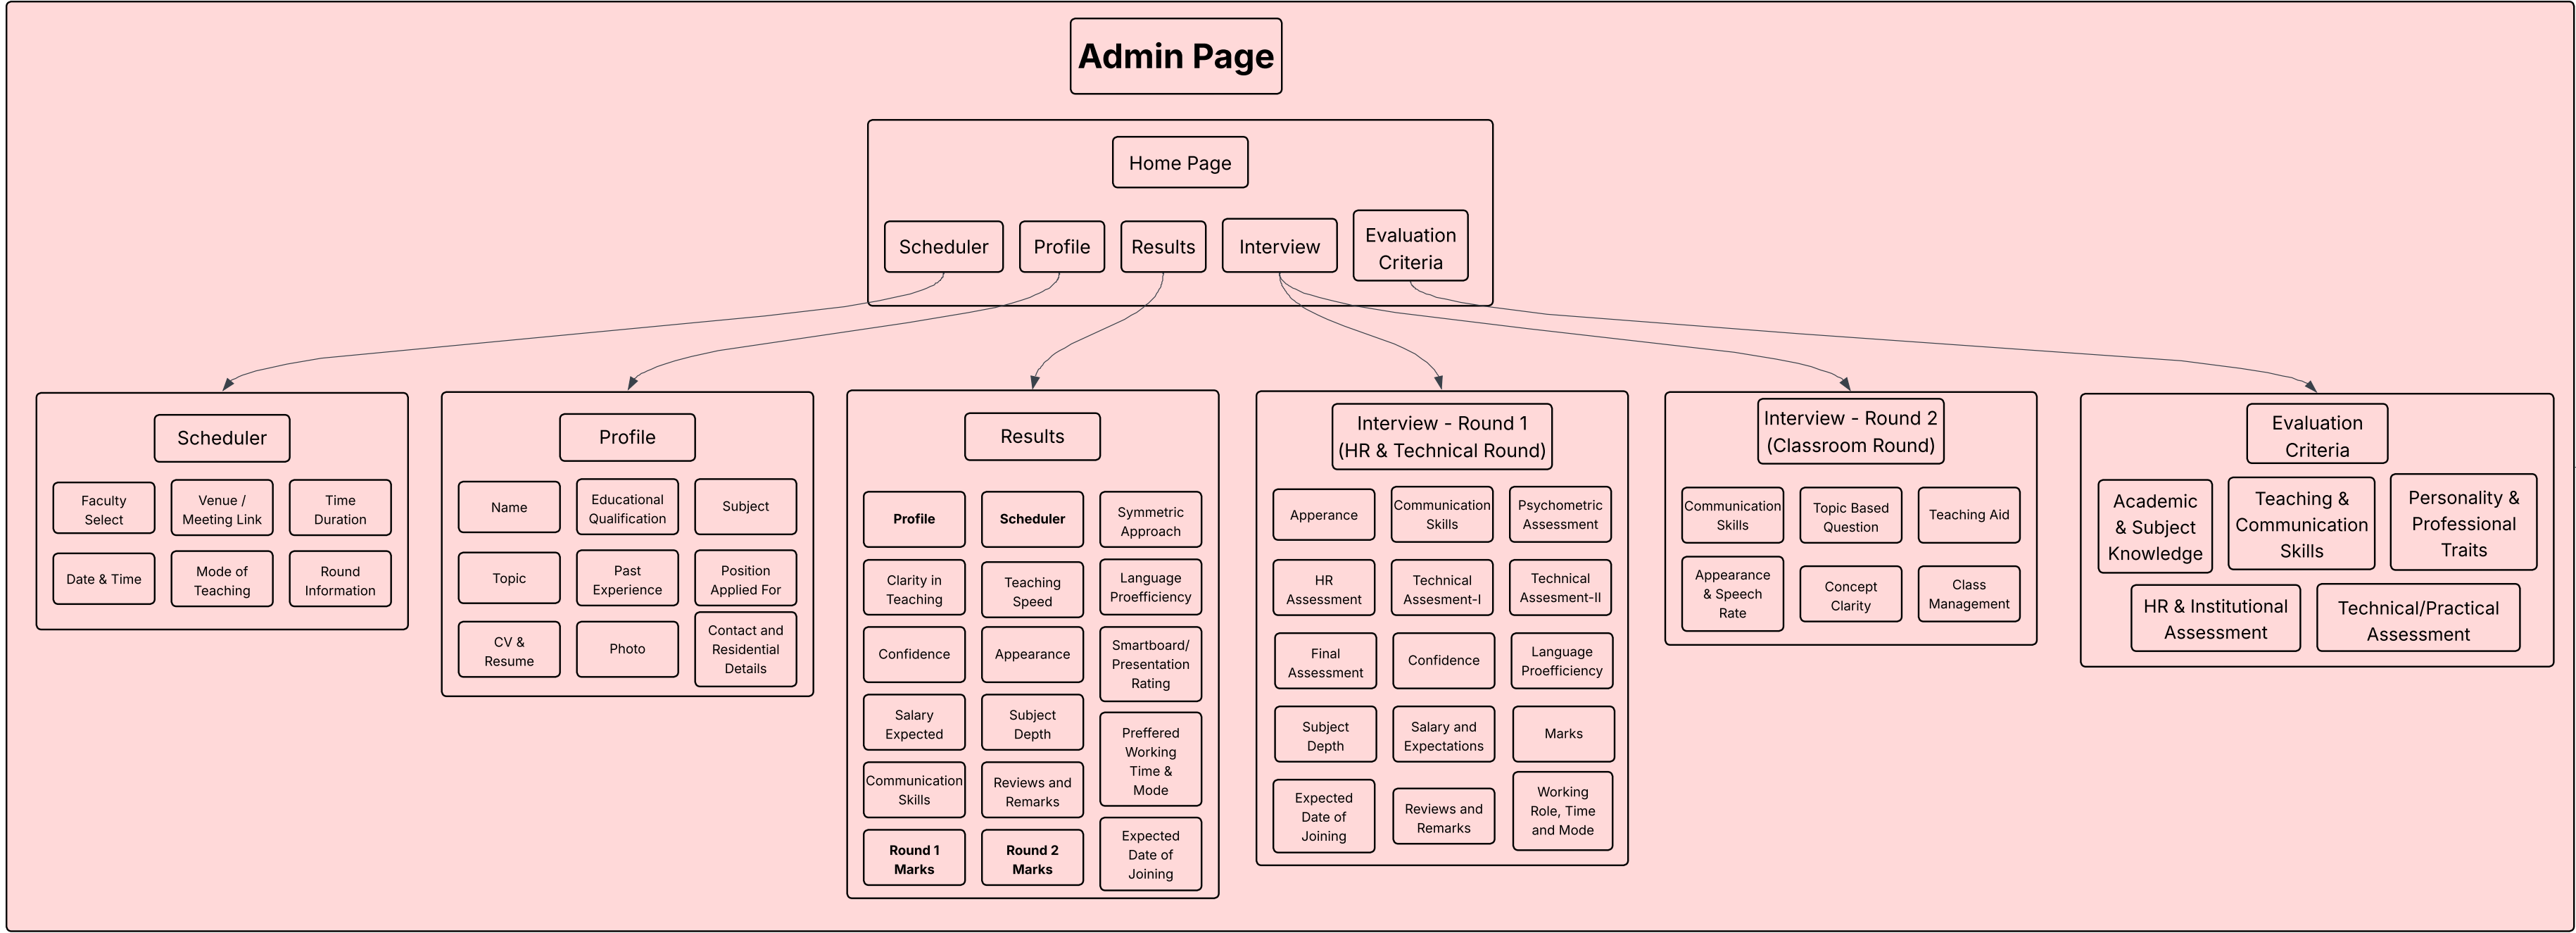 Admin Page
Home Page
Scheduler
Profile
Results
Interview
Evaluation
Criteria
Scheduler
Faculty
Select
Venue /
Meeting Link
Time
Duration
Date & Time
Mode of
Teaching
Round
Information
Profile
Name
Educational
Qualification
Subject
Topic
Past
Experience
Position
Applied For
CV &
Resume
Photo
Contact and
Residential
Details
Results
Profile
Scheduler
Symmetric
Approach
Clarity in
Teaching
Teaching
Speed
Language
Proefficiency
Confidence
Appearance
Smartboard/
Presentation
Rating
Salary
Expected
Subject
Depth
Preffered
Working
Time &
Mode
Communication
Skills
Reviews and
Remarks
Round 1
Marks
Round 2
Marks
Expected
Date of
Joining
Interview - Round 1
(HR & Technical Round)
Apperance
Communication
Skills
Psychometric
Assessment
HR
Assessment
Technical
Assesment-I
Technical
Assesment-II
Final
Assessment
Confidence
Language
Proefficiency
Subject
Depth
Salary and
Expectations
Marks
Expected
Date of
Joining
Reviews and
Remarks
Working
Role, Time
and Mode
Interview - Round 2
(Classroom Round)
Communication
Skills
Topic Based
Question
Teaching Aid
Appearance
& Speech
Rate
Concept
Clarity
Class
Management
Evaluation
Criteria
Academic
& Subject
Knowledge
Teaching &
Communication
Skills
Personality &
Professional
Traits
HR & Institutional
Assessment
Technical/Practical
Assessment